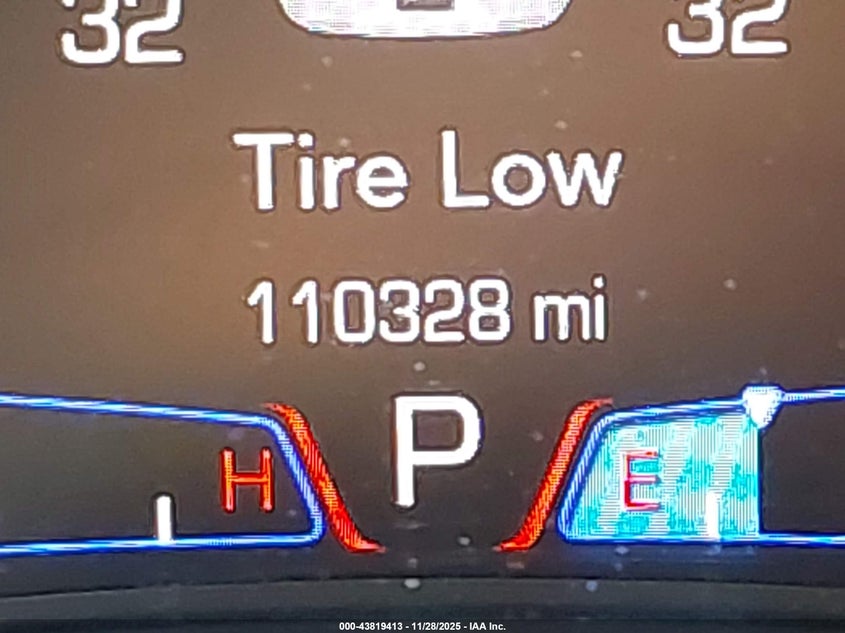 32 32
Tire Low
110328 mi
P
H E
000-43819413 - 11/28/2025 - IAA Inc.